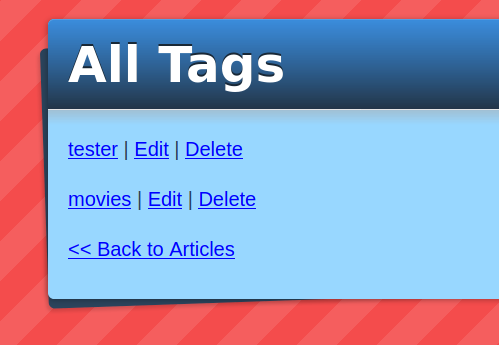 All Tags
tester | Edit | Delete
movies | Edit | Delete
<< Back to Articles